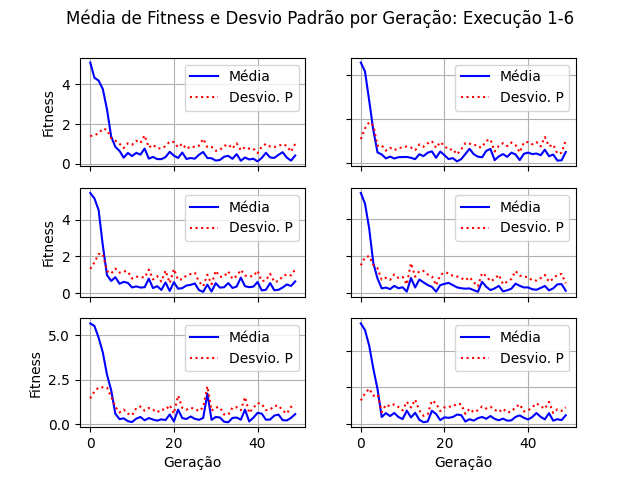 Média de Fitness e Desvio Padrão por Geração: Execução 1-6
Fitness
4
2
0
Média
Desvio. P
Média
Desvio. P
Fitness
4
2
0
Média
Desvio. P
Média
Desvio. P
Fitness
5.0
2.5
0.0
Média
Desvio. P
Média
Desvio. P
0 20 40
0 20 40
Geração
Geração